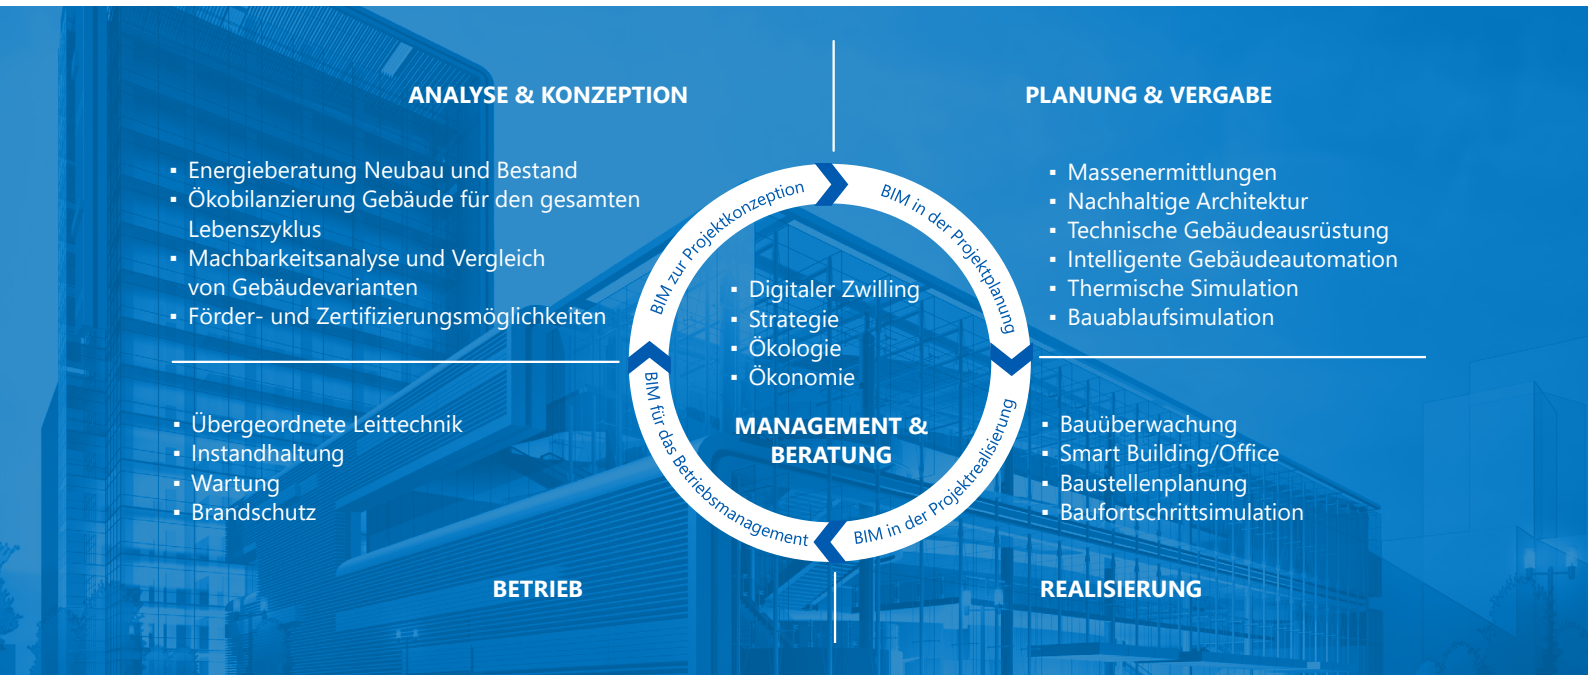 ANALYSE & KONZEPTION
▪ Energieberatung Neubau und Bestand
▪ Ökobilanzierung Gebäude für den gesamten
Lebenszyklus
▪ Machbarkeitsanalyse und Vergleich
von Gebäudevarianten
▪ Förder- und Zertifizierungsmöglichkeiten
PLANUNG & VERGABE
▪ Massenermittlungen
▪ Nachhaltige Architektur
▪ Technische Gebäudeausrüstung
▪ Intelligente Gebäudeautomation
▪ Thermische Simulation
▪ Bauablaufsimulation
BIM zur Projektkonzeption
BIM in der Projektplanung
BIM in der Projektrealisierung
BIM für das Betriebsmanagement
▪ Digitaler Zwilling
▪ Strategie
▪ Ökologie
▪ Ökonomie
MANAGEMENT &
BERATUNG
▪ Übergeordnete Leittechnik
▪ Instandhaltung
▪ Wartung
▪ Brandschutz
BETRIEB
▪ Bauüberwachung
▪ Smart Building/Office
▪ Baustellenplanung
▪ Baufortschrittsimulation
REALISIERUNG